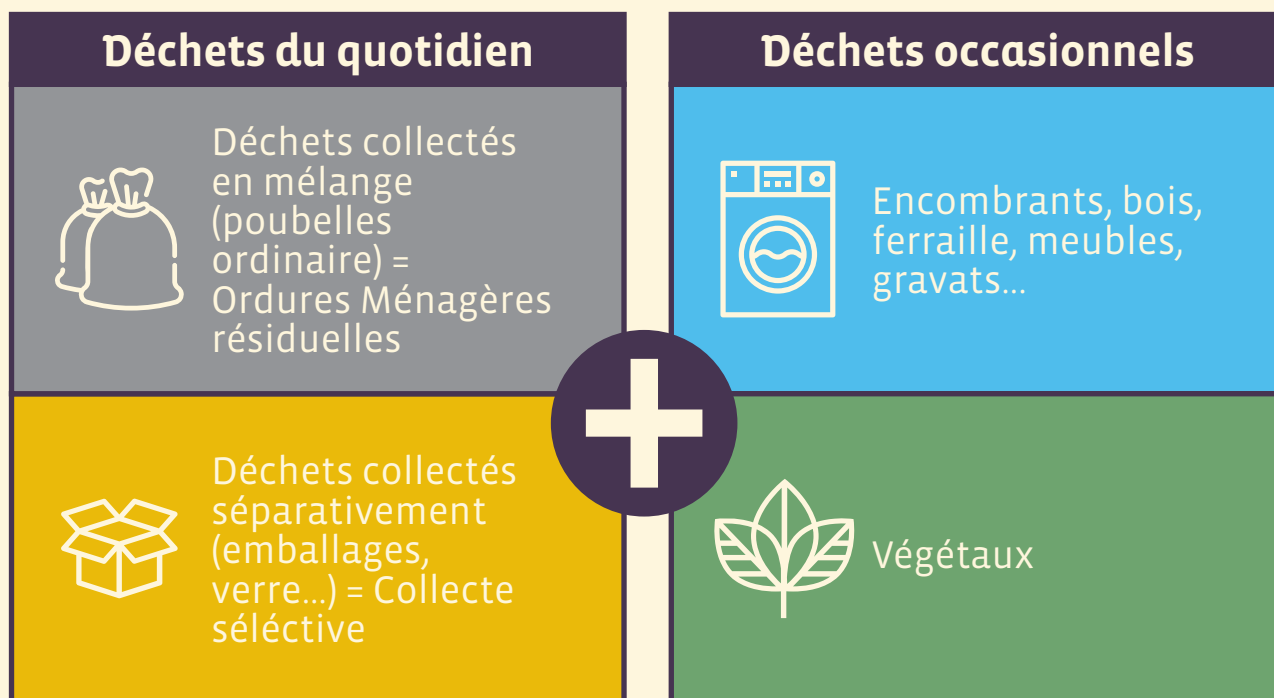 Déchets du quotidien
Déchets collectés
en mélange
(poubelles
ordinaire) =
Ordures Ménagères
résiduelles
Déchets collectés
séparativement
(emballages,
verre...) = Collecte
séléctive
Déchets occasionnels
Encombrants, bois,
ferraille, meubles,
gravats...
Végétaux